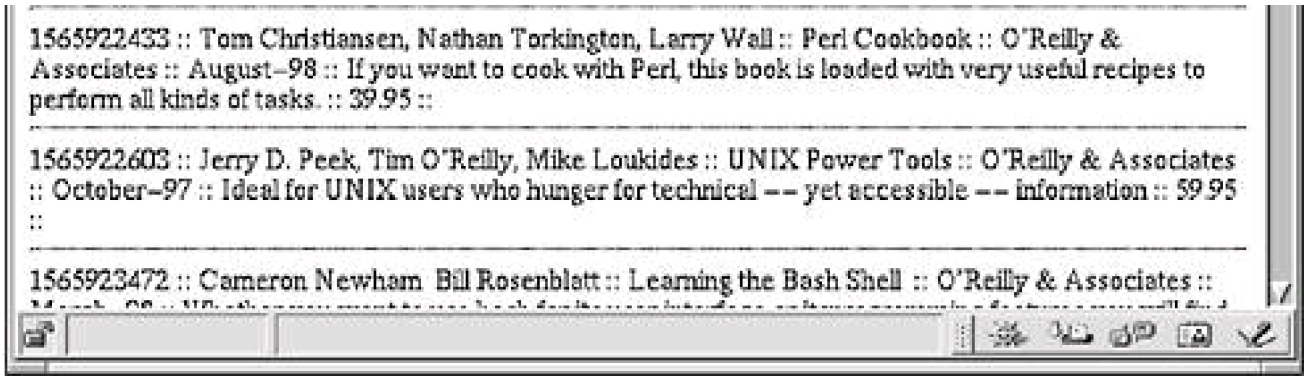 1565922433 :: Tom Christiansen, Nathan Torkington, Larry Wall :: Perl Cookbook :: O'Reilly &
Associates :: August–98 :: If you want to cook with Perl, this book is loaded with very useful recipes to
perform all kinds of tasks. :: 39.95 ::
1565922603 :: Jerry D. Peek, Tim O'Reilly, Mike Loukides :: UNIX Power Tools :: O'Reilly & Associates
:: October–97 :: Ideal for UNIX users who hunger for technical –– yet accessible –– information :: 59.95
::
1565923472 :: Cameron Newham Bill Rosenblatt :: Learning the Bash Shell :: O'Reilly & Associates ::